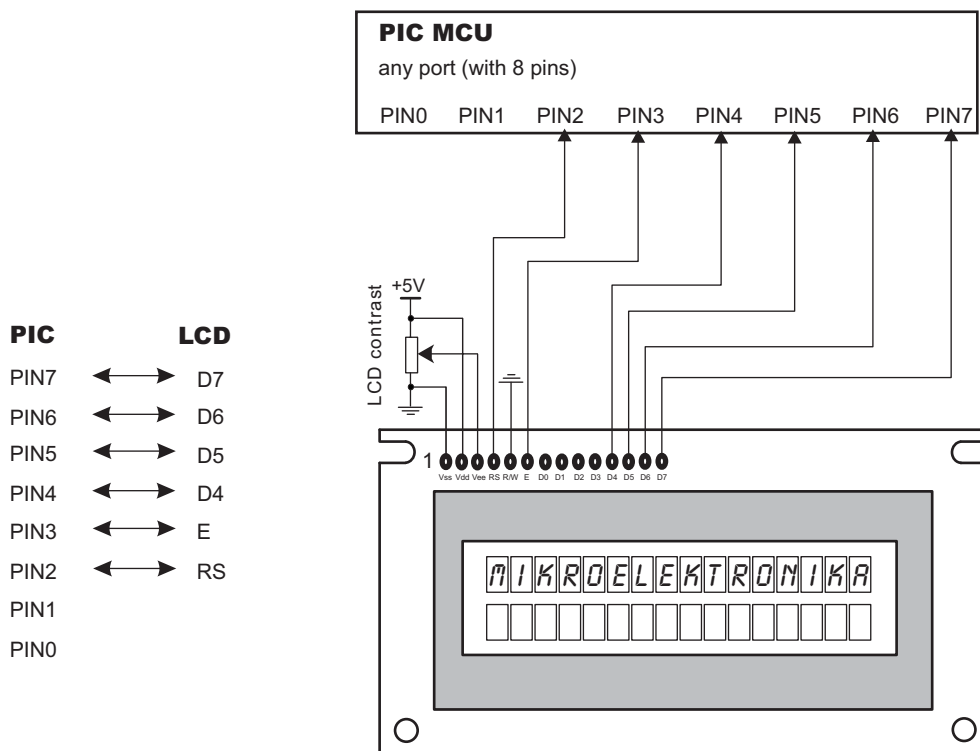 PIC MCU
any port (with 8 pins)
PIN0 PIN1 PIN2 PIN3 PIN4 PIN5 PIN6 PIN7
+5V
LCD contrast
PIC LCD
PIN7 D7
PIN6 D6
PIN5 D5
PIN4 D4
PIN3 E
PIN2 RS
PIN1
PIN0
1
Vss Vdd Vee RS R/W E D0 D1 D2 D3 D4 D5 D6 D7
MIKROELEKTRONIKA